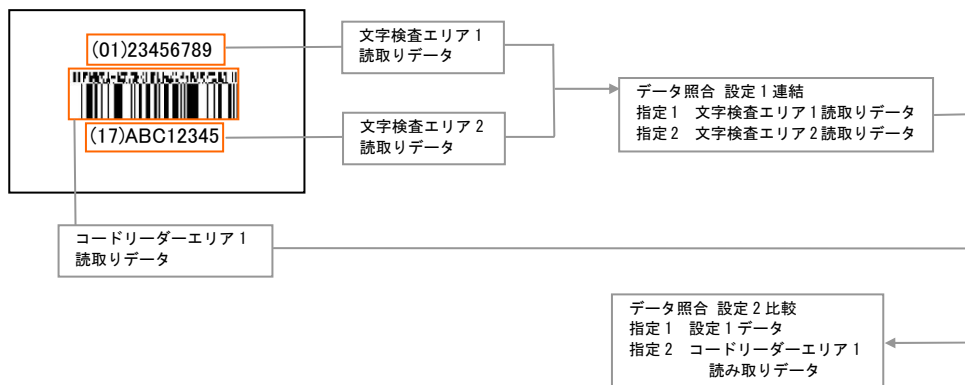 (01)23456789
(17)ABC12345
文字検査エリア1
読取りデータ
文字検査エリア2
読取りデータ
データ照合 設定1連結
指定1 文字検査エリア1読取りデータ
指定2 文字検査エリア2読取りデータ
コードリーダーエリア1
読取りデータ
データ照合 設定2比較
指定1 設定1データ
指定2 コードリーダーエリア1
読み取りデータ